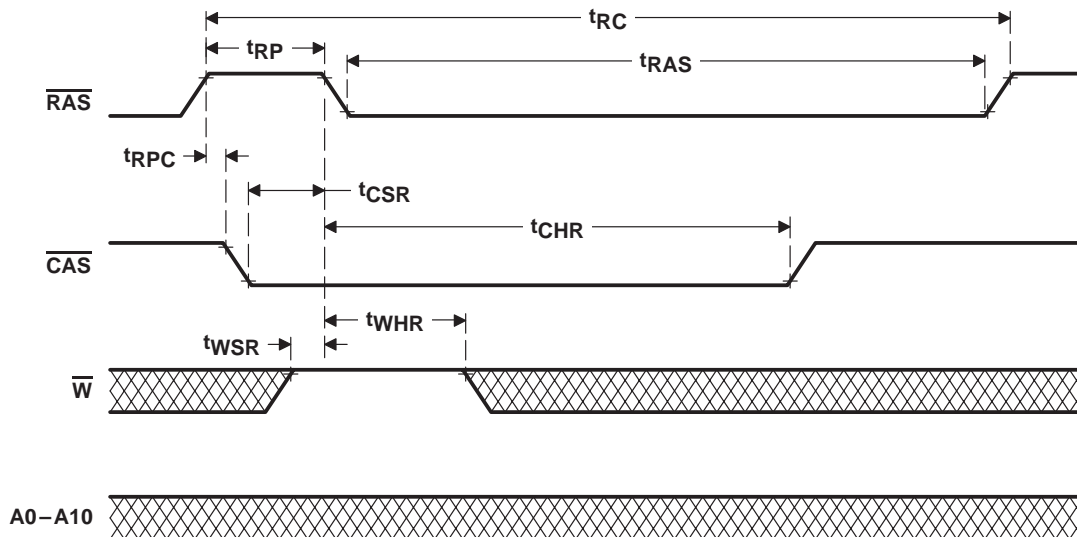 tRC
tRP
tRAS
RAS
tRPC
tCSR
tCHR
CAS
tWHR
tWSR
W
A0–A10